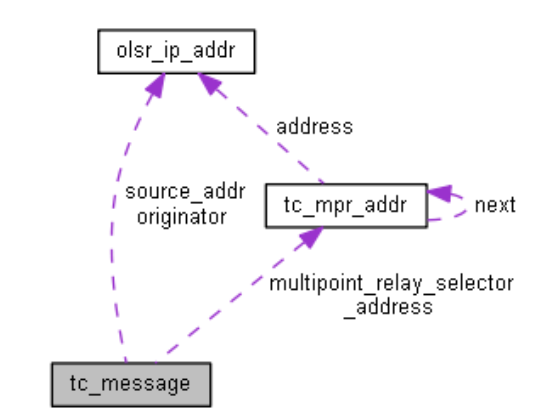 olsr_ip_addr
address
source_addr
originator
tc_mpr_addr
next
multipoint_relay_selector
_address
tc_message